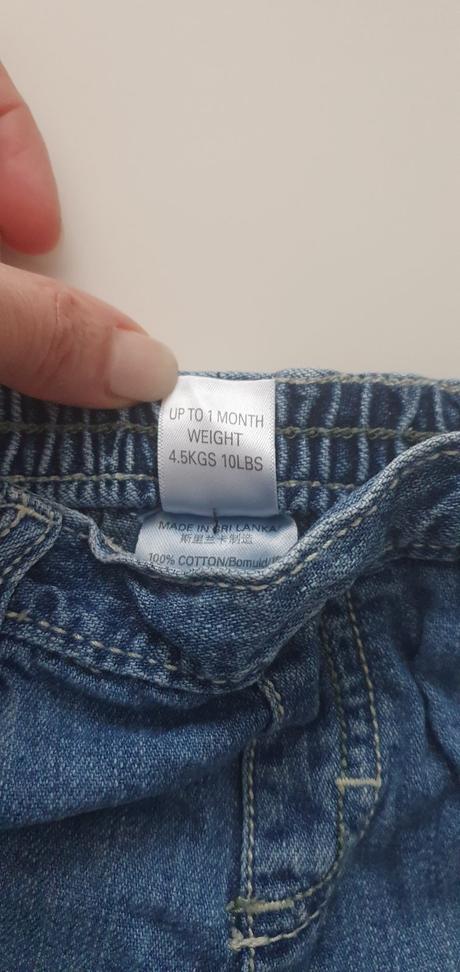 UP TO 1 MONTH
WEIGHT
4.5KGS 10LBS
MADE IN SRI LANKA
斯里兰卡制造
100% COTTON/Bomuld/